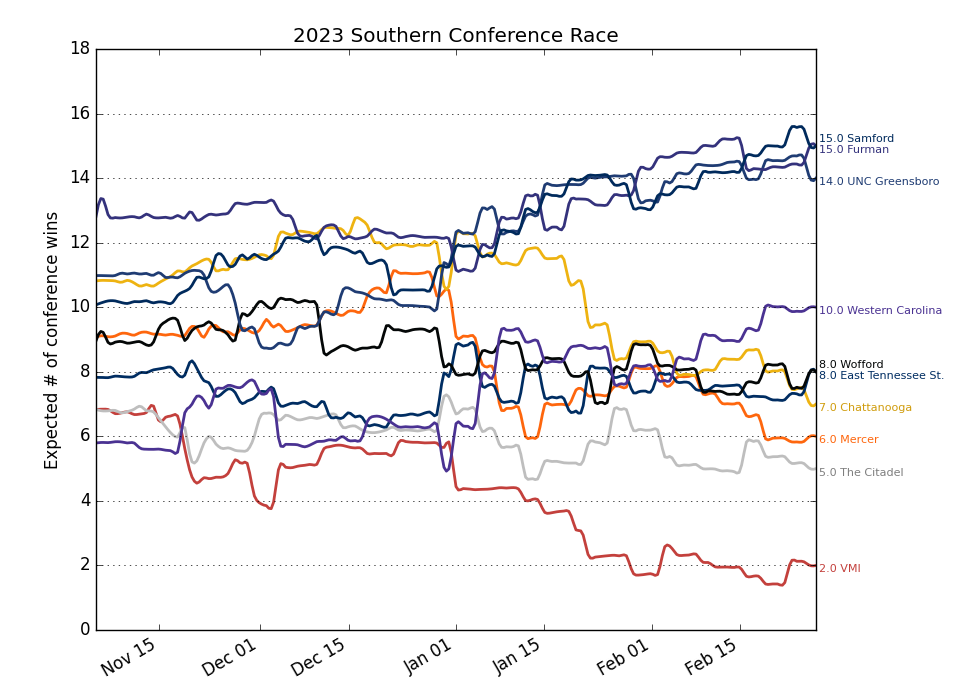 2023 Southern Conference Race
Expected # of conference wins
18
16
14
12
10
8
6
4
2
0
15.0 Samford
15.0 Furman
14.0 UNC Greensboro
10.0 Western Carolina
8.0 Wofford
8.0 East Tennessee St.
7.0 Chattanooga
6.0 Mercer
5.0 The Citadel
2.0 VMI
Nov 15
Dec 01
Dec 15
Jan 01
Jan 15
Feb 01
Feb 15